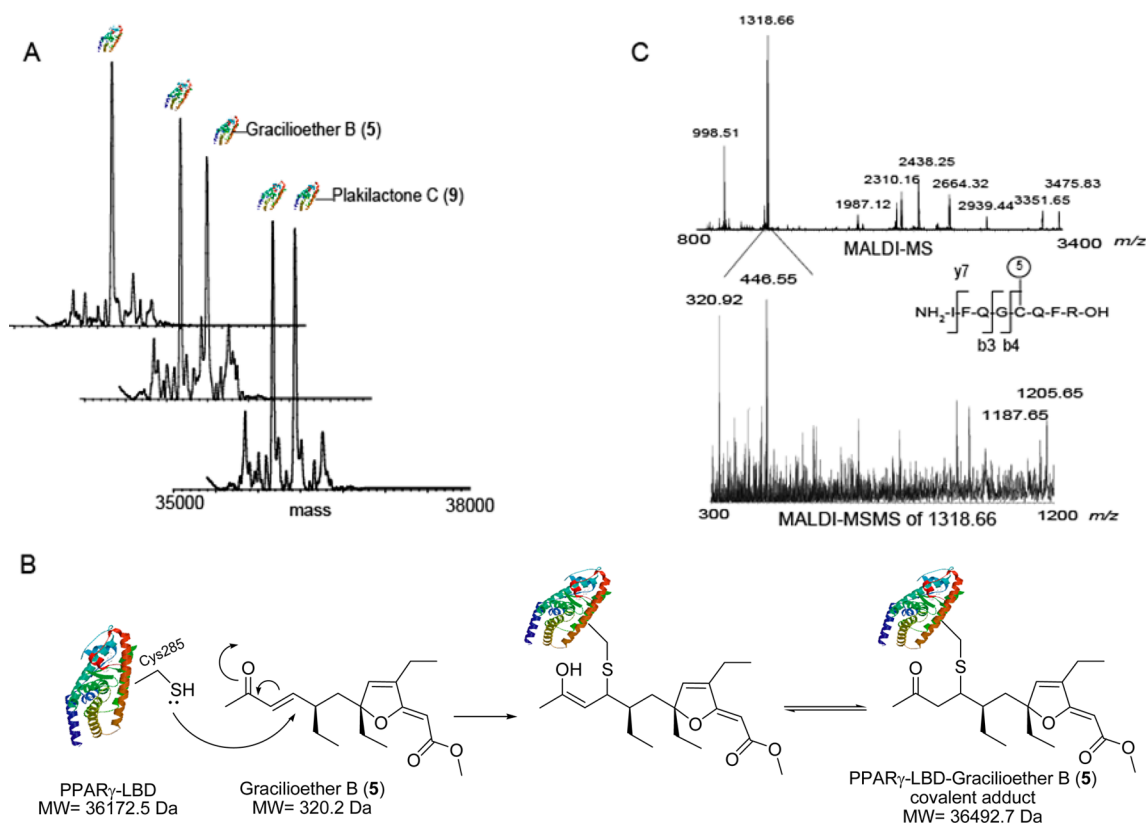 A
Gracilioether B (5)
Plakilactone C (9)
35000
mass
38000
C
1318.66
998.51
1987.12
2310.16
2438.25
2664.32
2939.44
3351.65
3475.83
800
MALDI-MS
3400
m/z
320.92
446.55
y7
5
NH2-I-F-Q-G-C-Q-F-R-OH
b3 b4
1205.65
1187.65
300
MALDI-MSMS of 1318.66
1200
m/z
B
Cys285
SH
O
O
O
O
OH
S
O
O
O
O
S
O
O
O
PPARγ-LBD
MW= 36172.5 Da
Gracilioether B (5)
MW= 320.2 Da
PPARγ-LBD-Gracilioether B (5)
covalent adduct
MW= 36492.7 Da